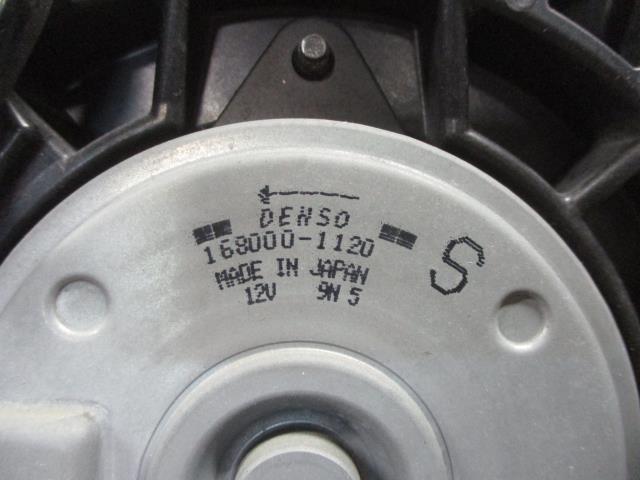 DENSO
168000-1120
MADE IN JAPAN
12V 9N 5
S